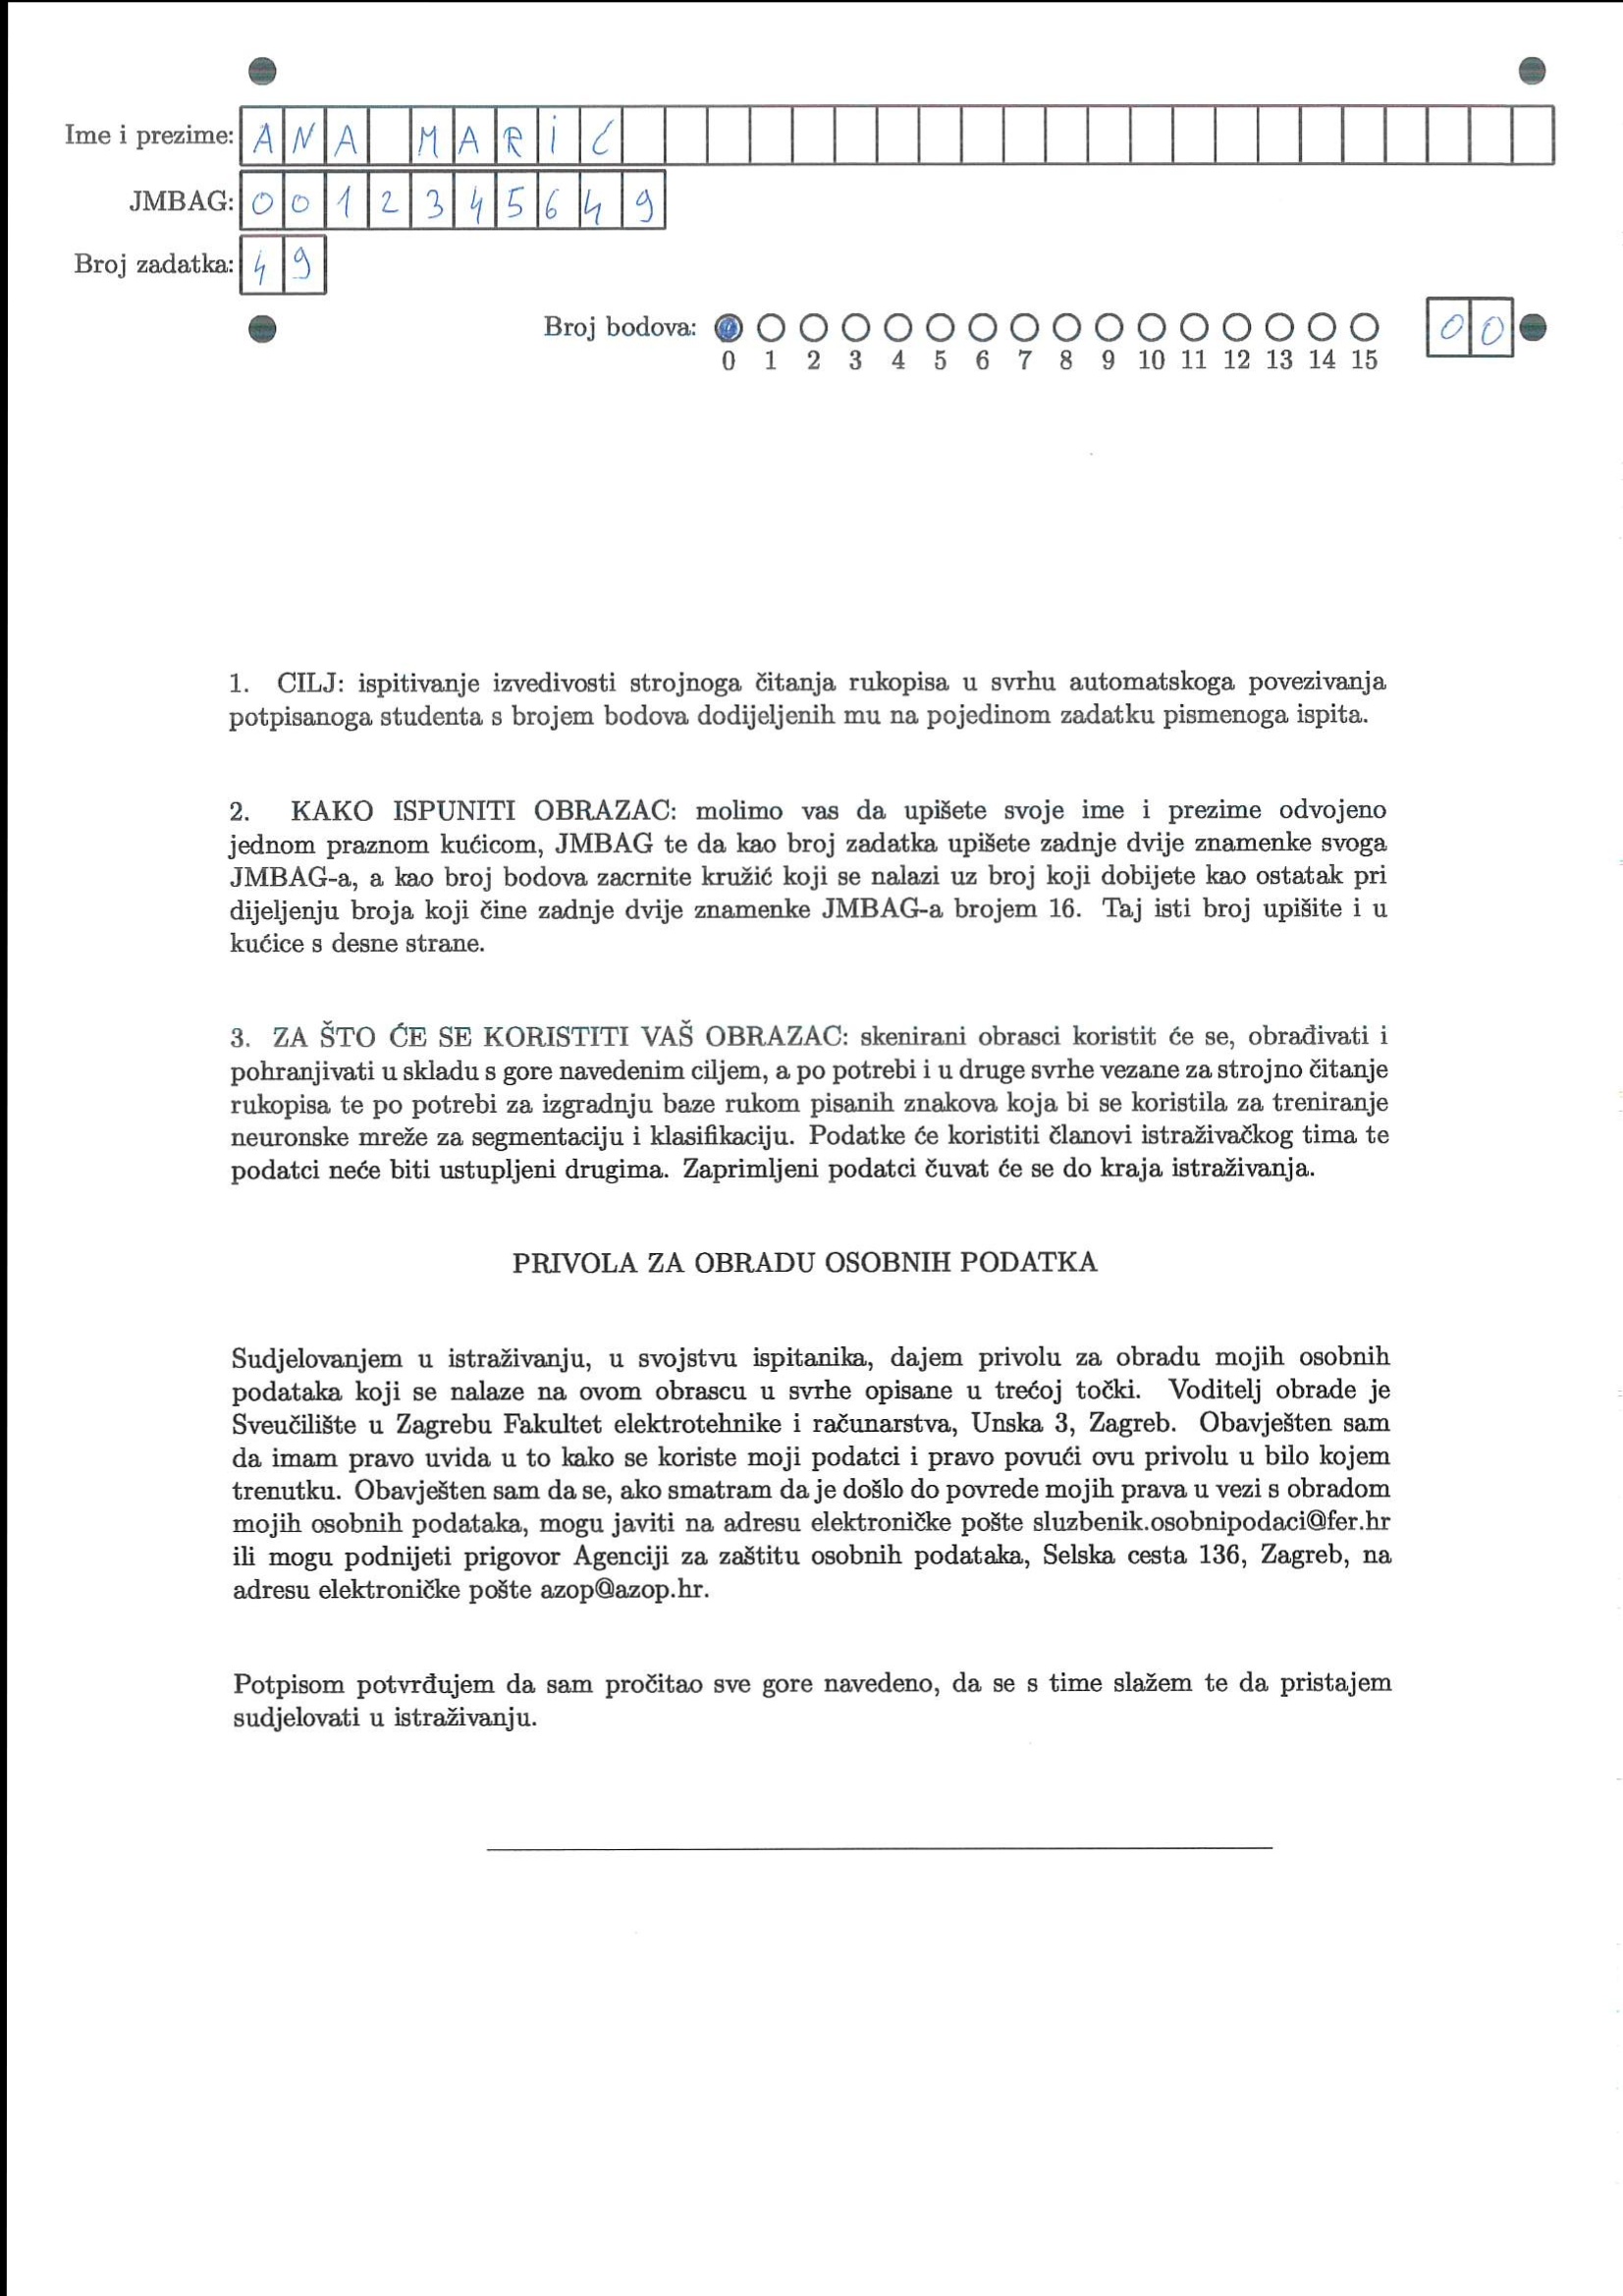 Ime i prezime: ANA MARIĆ
JMBAG: 0012345649
Broj zadatka: 49
Broj bodova: 00
0 1 2 3 4 5 6 7 8 9 10 11 12 13 14 15
1. CILJ: ispitivanje izvedivosti strojnoga čitanja rukopisa u svrhu automatskoga povezivanja
potpisanoga studenta s brojem bodova dodijeljenih mu na pojedinom zadatku pismenoga ispita.
2. KAKO ISPUNITI OBRAZAC: molimo vas da upišete svoje ime i prezime odvojeno
jednom praznom kućicom, JMBAG te da kao broj zadatka upišete zadnje dvije znamenke svoga
JMBAG-a, a kao broj bodova zacrnite kružić koji se nalazi uz broj koji dobijete kao ostatak pri
dijeljenju broja koji čine zadnje dvije znamenke JMBAG-a brojem 16. Taj isti broj upišite i u
kućice s desne strane.
3. ZA ŠTO ĆE SE KORISTITI VAŠ OBRAZAC: skenirani obrasci koristit će se, obrađivati i
pohranjivati u skladu s gore navedenim ciljem, a po potrebi i u druge svrhe vezane za strojno čitanje
rukopisa te po potrebi za izgradnju baze rukom pisanih znakova koja bi se koristila za treniranje
neuronske mreže za segmentaciju i klasifikaciju. Podatke će koristiti članovi istraživačkog tima te
podatci neće biti ustupljeni drugima. Zaprimljeni podatci čuvat će se do kraja istraživanja.
PRIVOLA ZA OBRADU OSOBNIH PODATKA
Sudjelovanjem u istraživanju, u svojstvu ispitanika, dajem privolu za obradu mojih osobnih
podataka koji se nalaze na ovom obrascu u svrhe opisane u trećoj točki. Voditelj obrade je
Sveučilište u Zagrebu Fakultet elektrotehnike i računarstva, Unska 3, Zagreb. Obavješten sam
da imam pravo uvida u to kako se koriste moji podatci i pravo povući ovu privolu u bilo kojem
trenutku. Obavješten sam da se, ako smatram da je došlo do povrede mojih prava u vezi s obradom
mojih osobnih podataka, mogu javiti na adresu elektroničke pošte sluzbenik.osobnipodaci@fer.hr
ili mogu podnijeti prigovor Agenciji za zaštitu osobnih podataka, Selska cesta 136, Zagreb, na
adresu elektroničke pošte azop@azop.hr.
Potpisom potvrđujem da sam pročitao sve gore navedeno, da se s time slažem te da pristajem
sudjelovati u istraživanju.